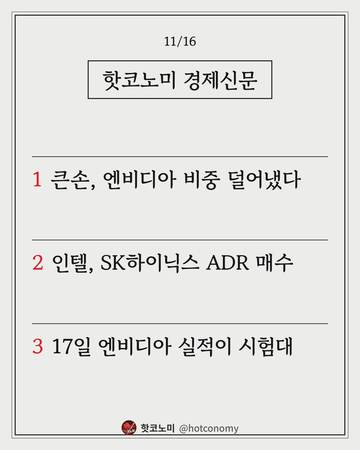 11/16
핫코노미 경제신문
1 큰손, 엔비디아 비중 덜어냈다
2 인텔, SK하이닉스 ADR 매수
3 17일 엔비디아 실적이 시험대
핫코노미 @hotconomy